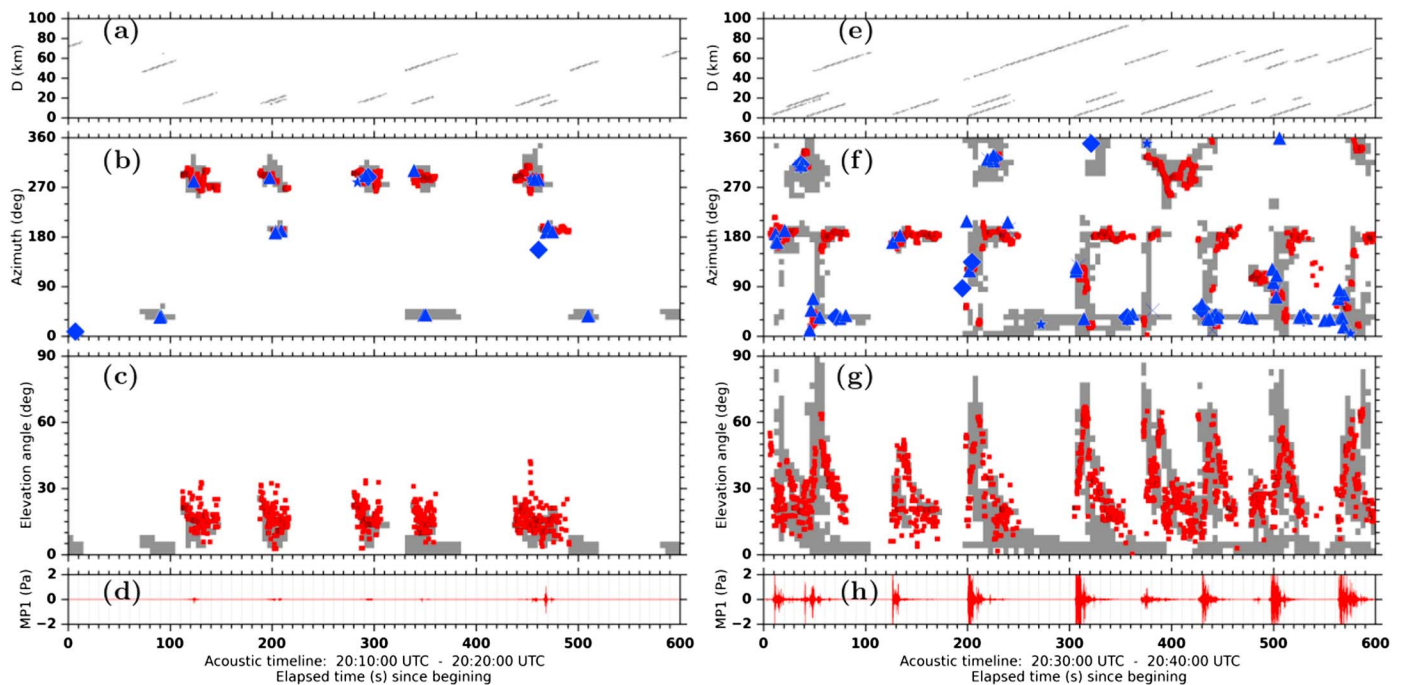 (a)
D (km)
100
80
60
40
20
0
(b)
Azimuth (deg)
360
270
180
90
0
(c)
Elevation angle (deg)
90
60
30
0
(d)
MP1 (Pa)
2
0
−2
0 100 200 300 400 500 600
Acoustic timeline: 20:10:00 UTC - 20:20:00 UTC
Elapsed time (s) since begining
(e)
D (km)
100
80
60
40
20
0
(f)
Azimuth (deg)
360
270
180
90
0
(g)
Elevation angle (deg)
90
60
30
0
(h)
MP1 (Pa)
2
0
−2
0 100 200 300 400 500 600
Acoustic timeline: 20:30:00 UTC - 20:40:00 UTC
Elapsed time (s) since begining